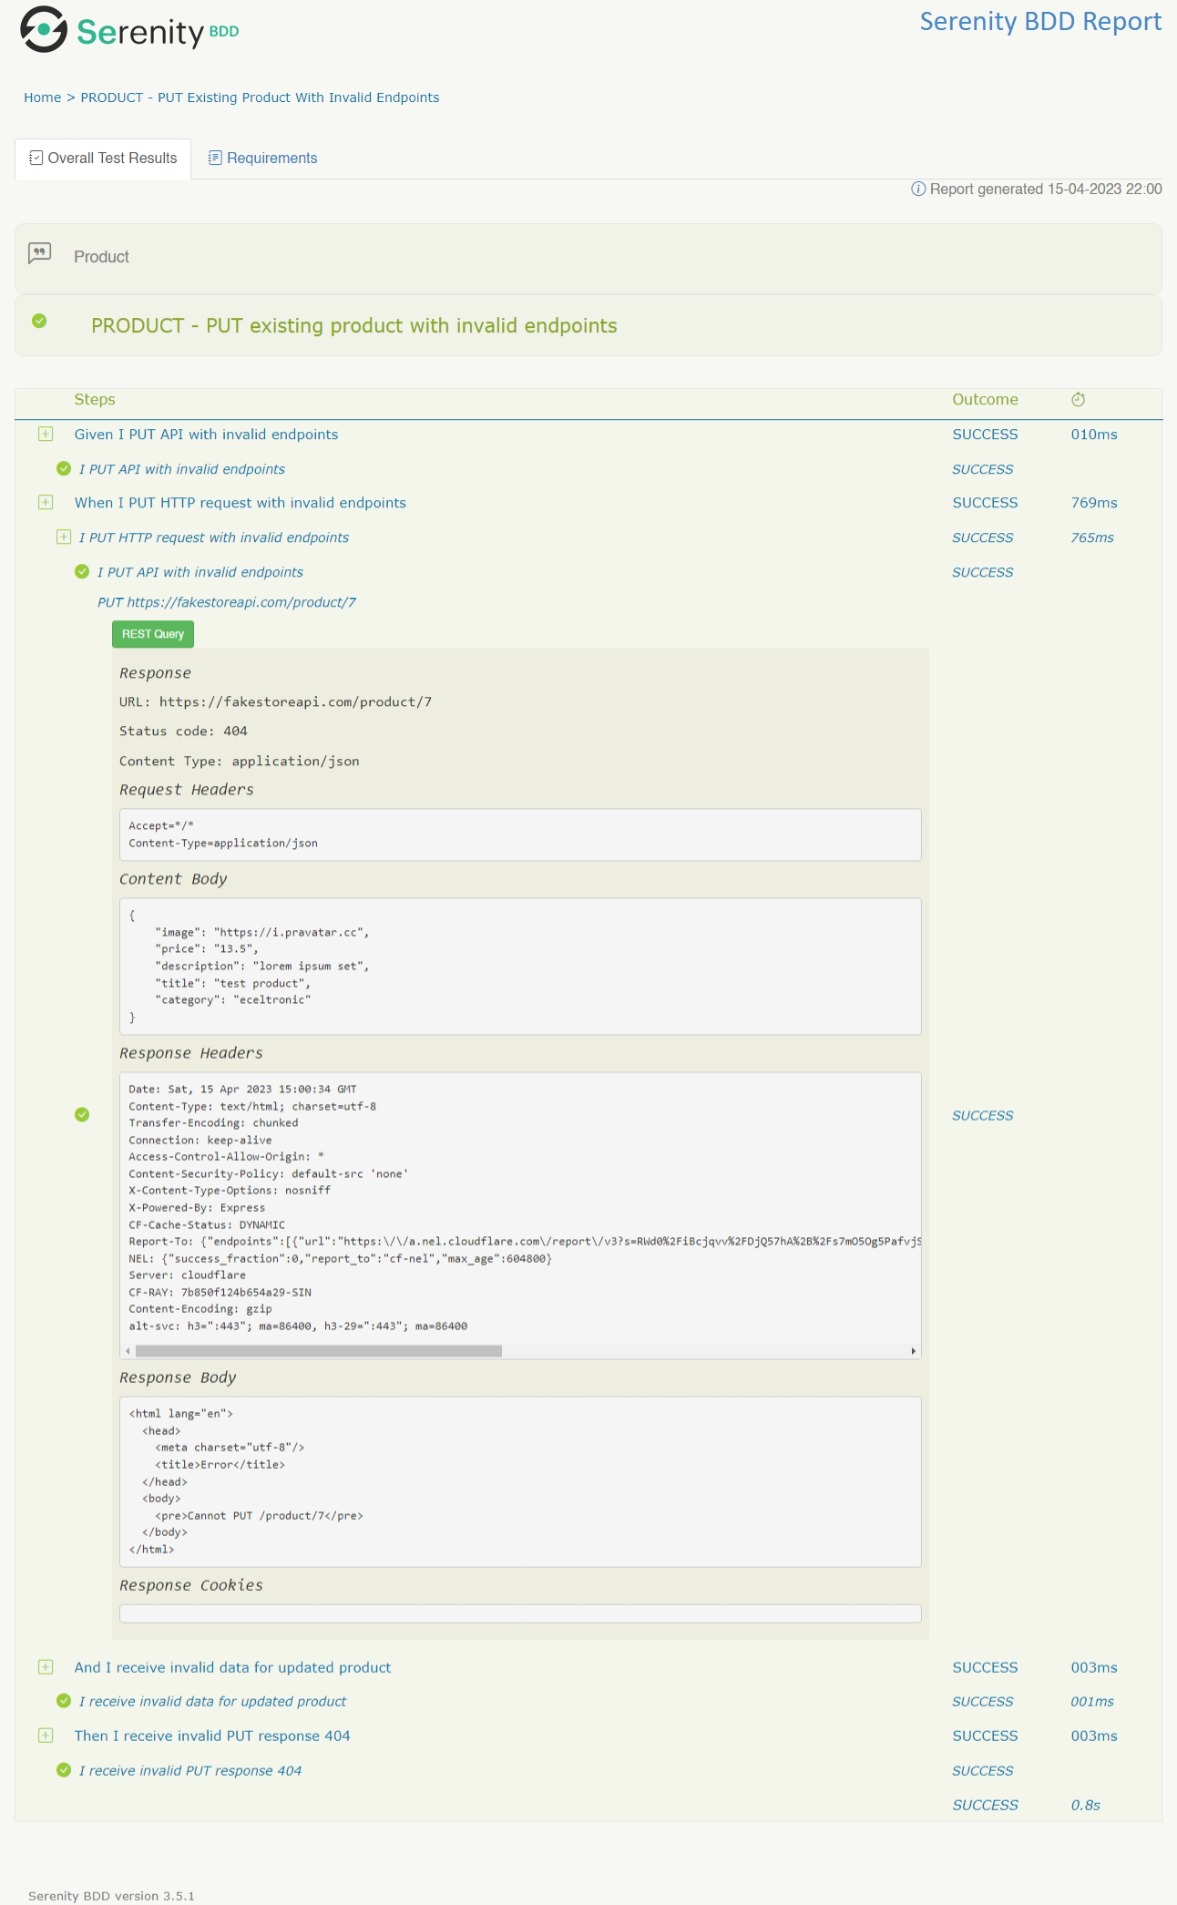 Serenity BDD
Serenity BDD Report
Home > PRODUCT - PUT Existing Product With Invalid Endpoints
Overall Test Results
Requirements
Report generated 15-04-2023 22:00
Product
PRODUCT - PUT existing product with invalid endpoints
Steps Outcome
Given I PUT API with invalid endpoints SUCCESS 010ms
I PUT API with invalid endpoints SUCCESS
When I PUT HTTP request with invalid endpoints SUCCESS 769ms
I PUT HTTP request with invalid endpoints SUCCESS 765ms
I PUT API with invalid endpoints SUCCESS
PUT https://fakestoreapi.com/product/7
REST Query
Response
URL: https://fakestoreapi.com/product/7
Status code: 404
Content Type: application/json
Request Headers
Accept=*/*
Content-Type=application/json
Content Body
{
"image": "https://i.pravatar.cc",
"price": "13.5",
"description": "lorem ipsum set",
"title": "test product",
"category": "eceltronic"
}
Response Headers
Date: Sat, 15 Apr 2023 15:00:34 GMT
Content-Type: text/html; charset=utf-8
Transfer-Encoding: chunked
Connection: keep-alive
Access-Control-Allow-Origin: *
Content-Security-Policy: default-src 'none'
X-Content-Type-Options: nosniff
X-Powered-By: Express
CF-Cache-Status: DYNAMIC
Report-To: {"endpoints":[{"url":"https:\/\/a.nel.cloudflare.com\/report\/v3?s=RWd0%2FiBcjqvv%2FDjQ57hA%2B%2Fs7mO5Og5PafvjS
NEL: {"success_fraction":0,"report_to":"cf-nel","max_age":604800}
Server: cloudflare
CF-RAY: 7b850f124b654a29-SIN
Content-Encoding: gzip
alt-svc: h3=":443"; ma=86400, h3-29=":443"; ma=86400
SUCCESS
Response Body
<html lang="en">
<head>
<meta charset="utf-8"/>
<title>Error</title>
</head>
<body>
<pre>Cannot PUT /product/7</pre>
</body>
</html>
Response Cookies
And I receive invalid data for updated product SUCCESS 003ms
I receive invalid data for updated product SUCCESS 001ms
Then I receive invalid PUT response 404 SUCCESS 003ms
I receive invalid PUT response 404 SUCCESS
SUCCESS 0.8s
Serenity BDD version 3.5.1